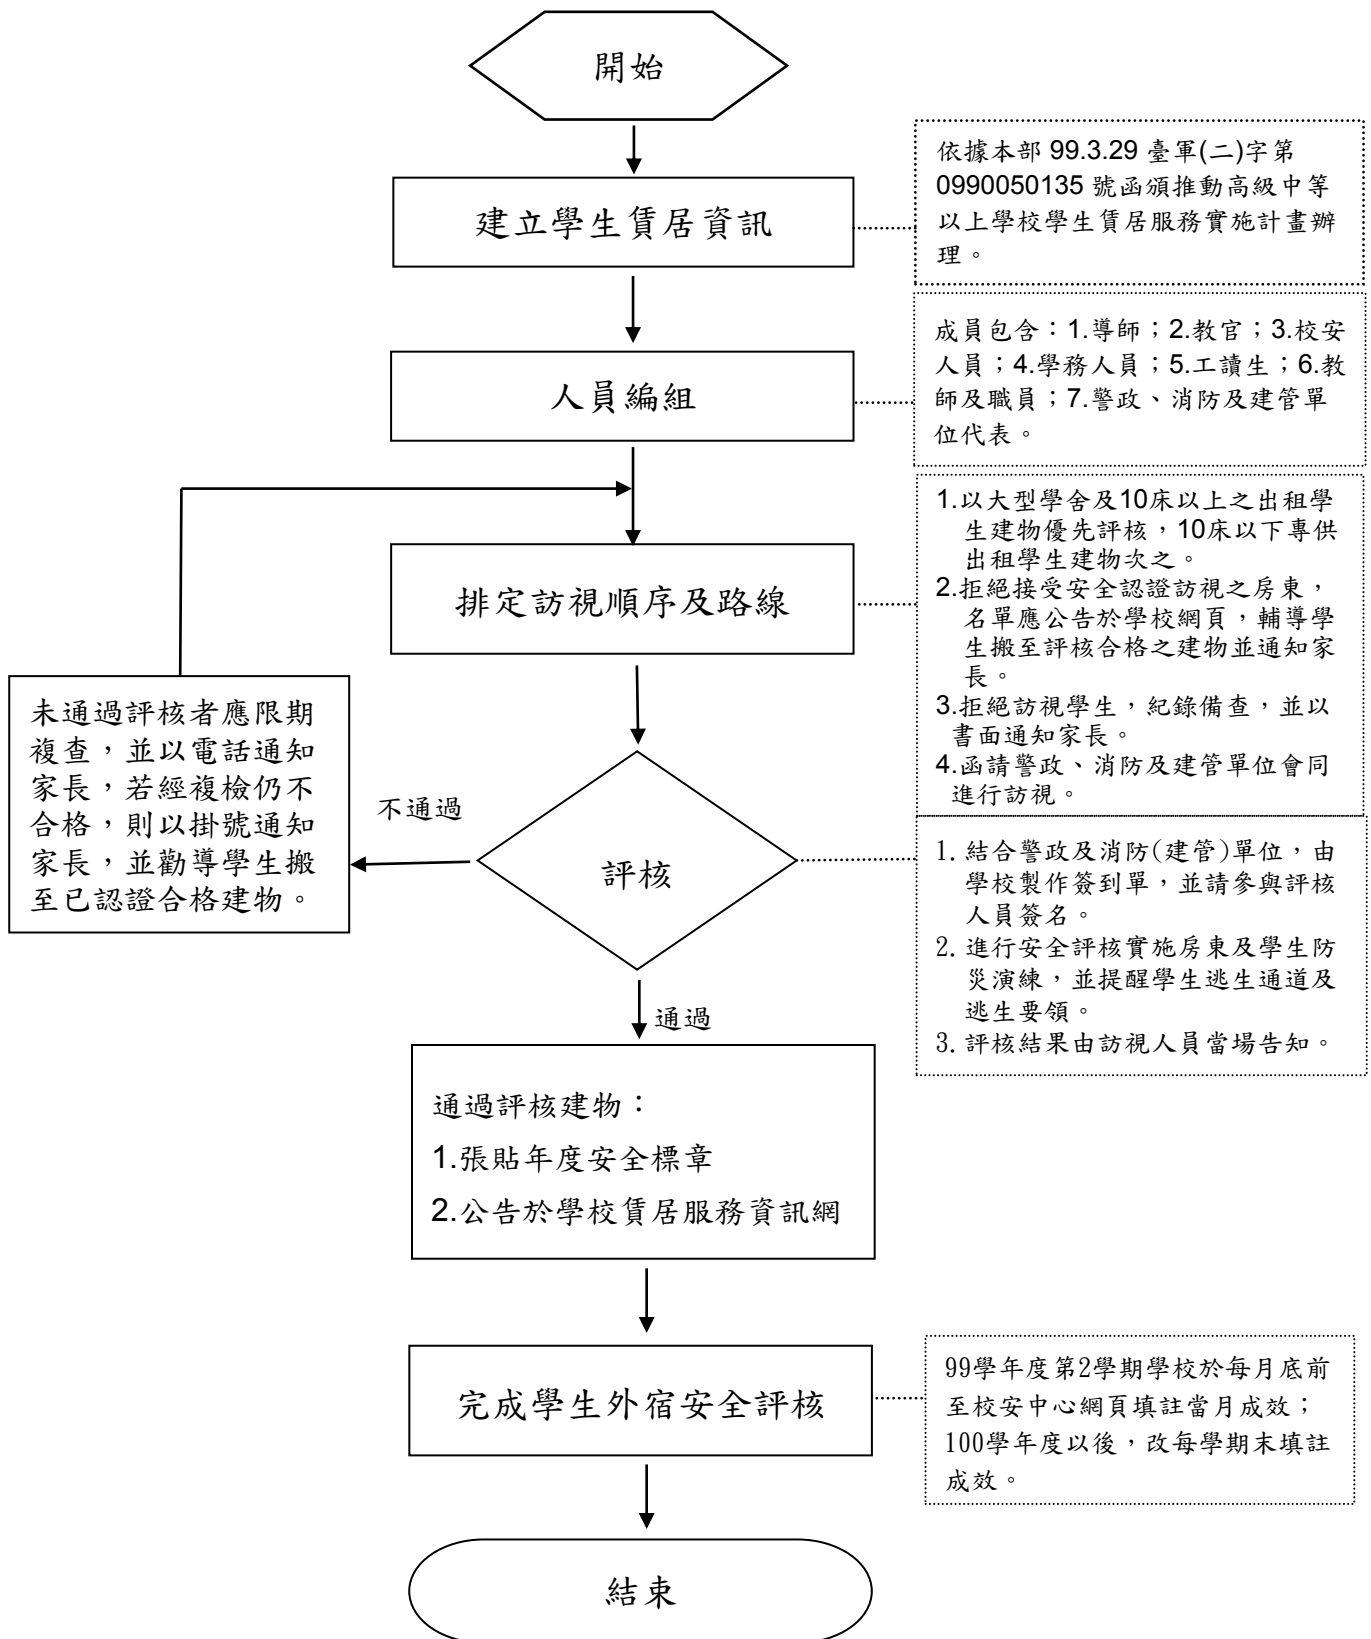 開始
建立學生賃居資訊
依據本部 99.3.29 臺軍(二)字第
0990050135 號函頒推動高級中等
以上學校學生賃居服務實施計畫辦
理。
人員編組
成員包含：1.導師；2.教官；3.校安
人員；4.學務人員；5.工讀生；6.教
師及職員；7.警政、消防及建管單
位代表。
排定訪視順序及路線
1.以大型學舍及10床以上之出租學
生建物優先評核，10床以下專供
出租學生建物次之。
2.拒絕接受安全認證訪視之房東，
名單應公告於學校網頁，輔導學
生搬至評核合格之建物並通知家
長。
3.拒絕訪視學生，紀錄備查，並以
書面通知家長。
4.函請警政、消防及建管單位會同
進行訪視。
未通過評核者應限期
複查，並以電話通知
家長，若經複檢仍不
合格，則以掛號通知
家長，並勸導學生搬
至已認證合格建物。
不通過
評核
1. 結合警政及消防(建管)單位，由
學校製作簽到單，並請參與評核
人員簽名。
2. 進行安全評核實施房東及學生防
災演練，並提醒學生逃生通道及
逃生要領。
3. 評核結果由訪視人員當場告知。
通過
通過評核建物：
1.張貼年度安全標章
2.公告於學校賃居服務資訊網
完成學生外宿安全評核
99學年度第2學期學校於每月底前
至校安中心網頁填註當月成效；
100學年度以後，改每學期末填註
成效。
結束